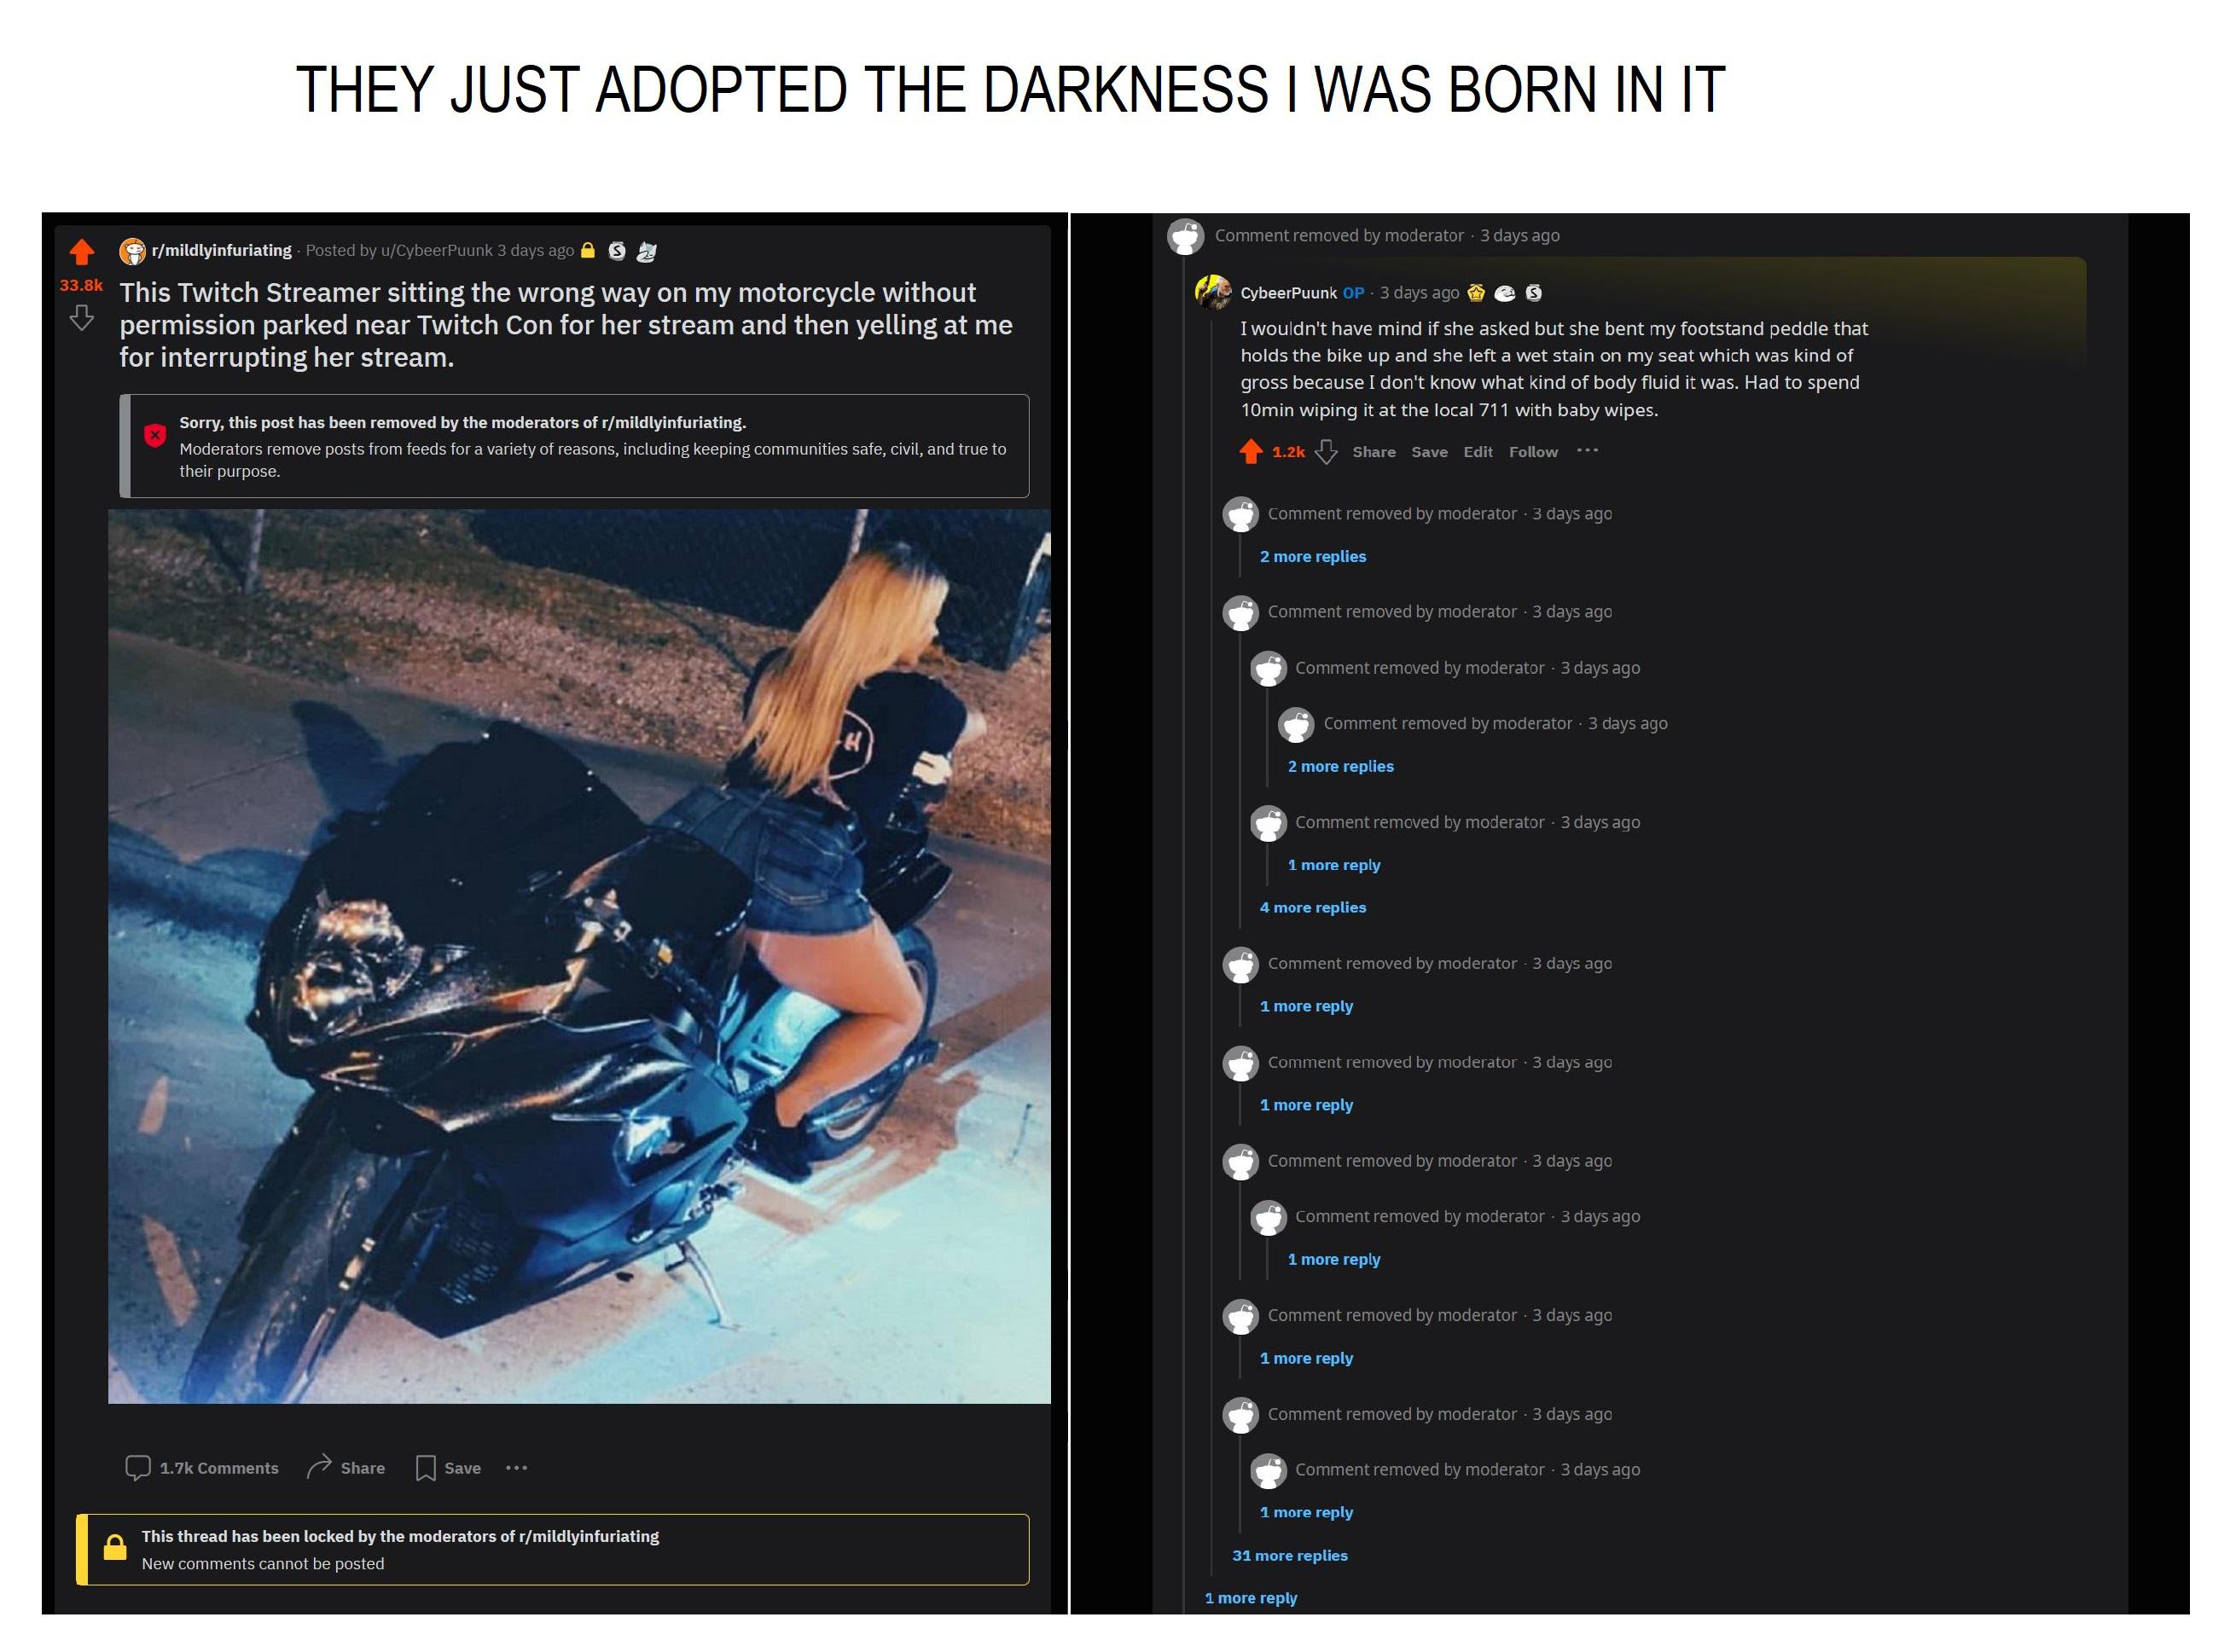 THEY JUST ADOPTED THE DARKNESS I WAS BORN IN IT
r/mildlyinfuriating · Posted by u/CybeerPuunk 3 days ago
33.8k
This Twitch Streamer sitting the wrong way on my motorcycle without
permission parked near Twitch Con for her stream and then yelling at me
for interrupting her stream.
Sorry, this post has been removed by the moderators of r/mildlyinfuriating.
Moderators remove posts from feeds for a variety of reasons, including keeping communities safe, civil, and true to
their purpose.
H
1.7k Comments Share Save ···
This thread has been locked by the moderators of r/mildlyinfuriating
New comments cannot be posted
Comment removed by moderator · 3 days ago
CybeerPuunk OP · 3 days ago
I wouldn't have mind if she asked but she bent my footstand peddle that
holds the bike up and she left a wet stain on my seat which was kind of
gross because I don't know what kind of body fluid it was. Had to spend
10min wiping it at the local 711 with baby wipes.
1.2k Share Save Edit Follow ···
Comment removed by moderator · 3 days ago
2 more replies
Comment removed by moderator · 3 days ago
Comment removed by moderator · 3 days ago
Comment removed by moderator · 3 days ago
2 more replies
Comment removed by moderator · 3 days ago
1 more reply
4 more replies
Comment removed by moderator · 3 days ago
1 more reply
Comment removed by moderator · 3 days ago
1 more reply
Comment removed by moderator · 3 days ago
Comment removed by moderator · 3 days ago
1 more reply
Comment removed by moderator · 3 days ago
1 more reply
Comment removed by moderator · 3 days ago
Comment removed by moderator · 3 days ago
1 more reply
31 more replies
1 more reply